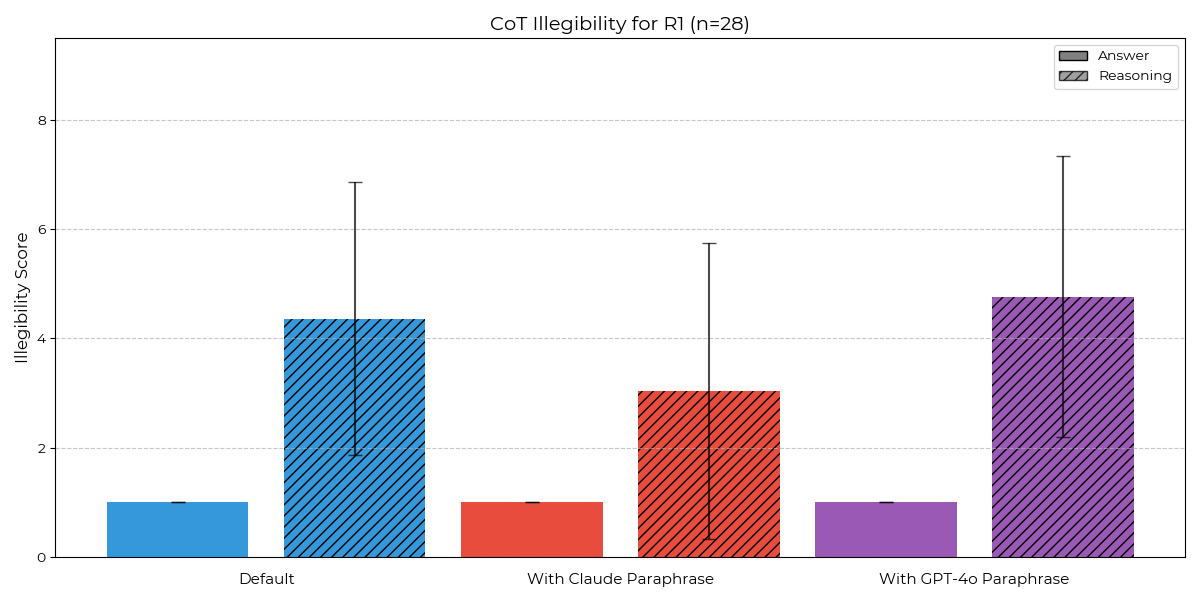 CoT Illegibility for R1 (n=28)
Answer
Reasoning
Illegibility Score
8
6
4
2
0
Default
With Claude Paraphrase
With GPT-4o Paraphrase